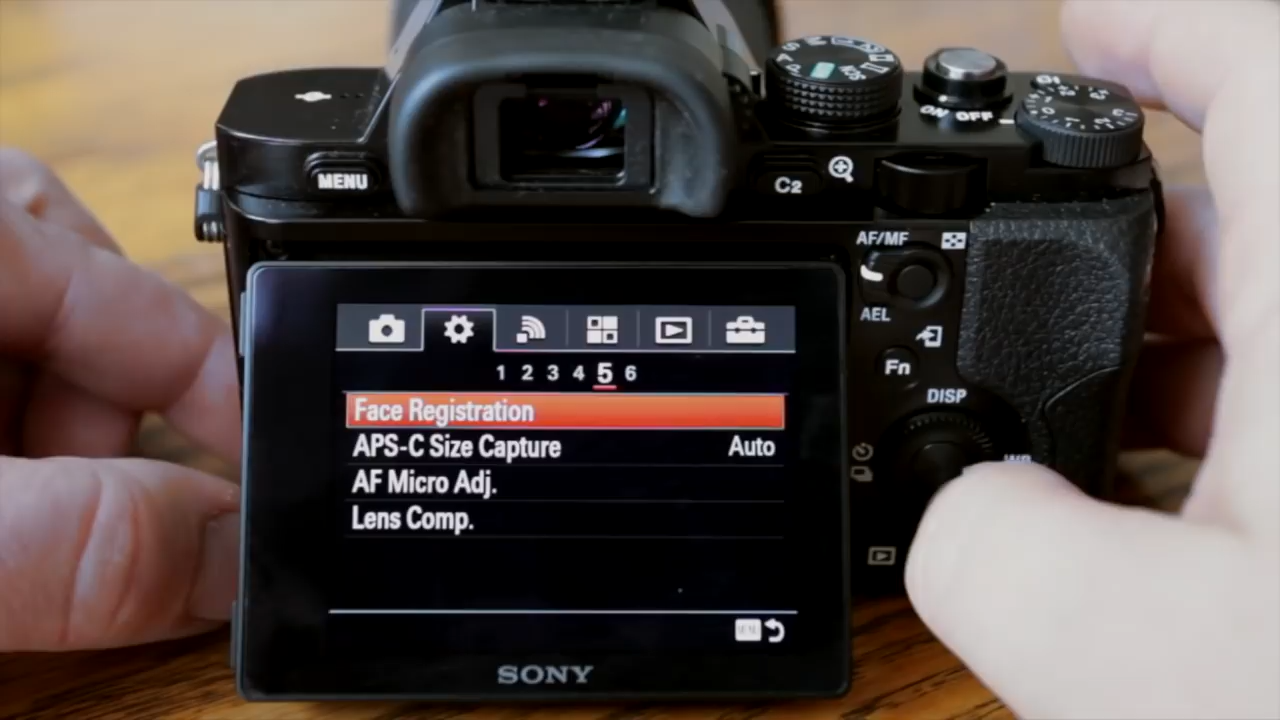 MENU
C2
ON OFF
AF/MF
AEL
Fn
DISP
1 2 3 4 5 6
Face Registration
APS-C Size Capture Auto
AF Micro Adj.
Lens Comp.
SONY